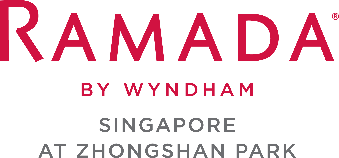 RAMADA®
BY WYNDHAM
SINGAPORE
AT ZHONGSHAN PARK